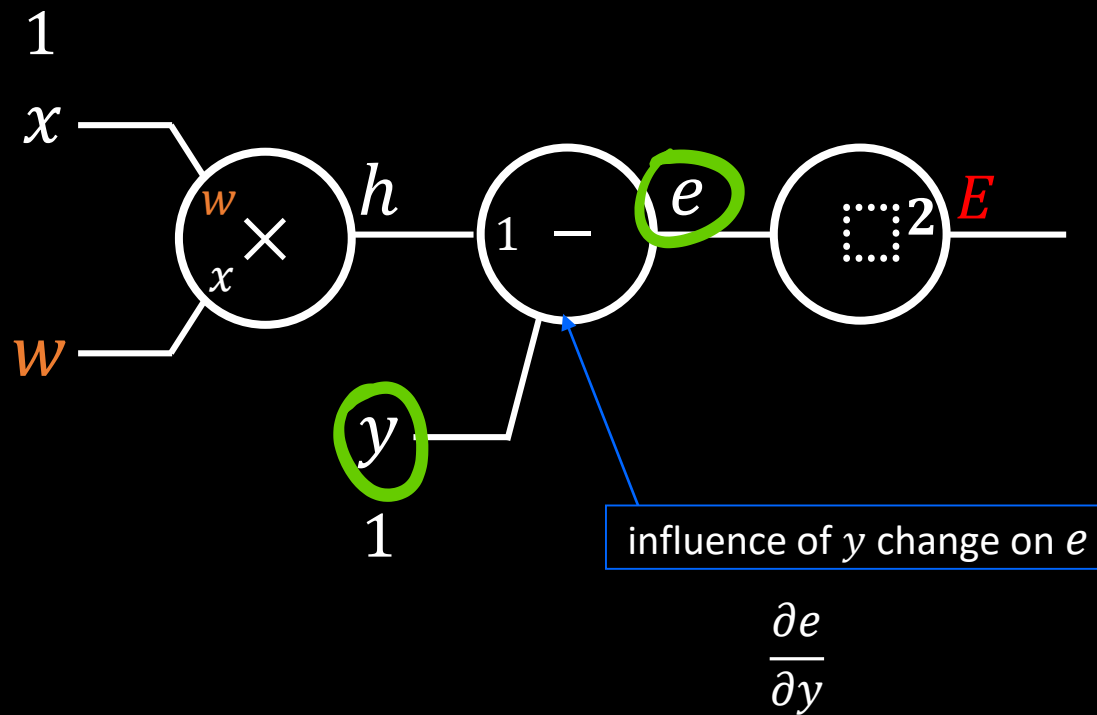 1
x
w
x
×
h
1 −
e
2
E
w
y
1
influence of y change on e
∂e
∂y